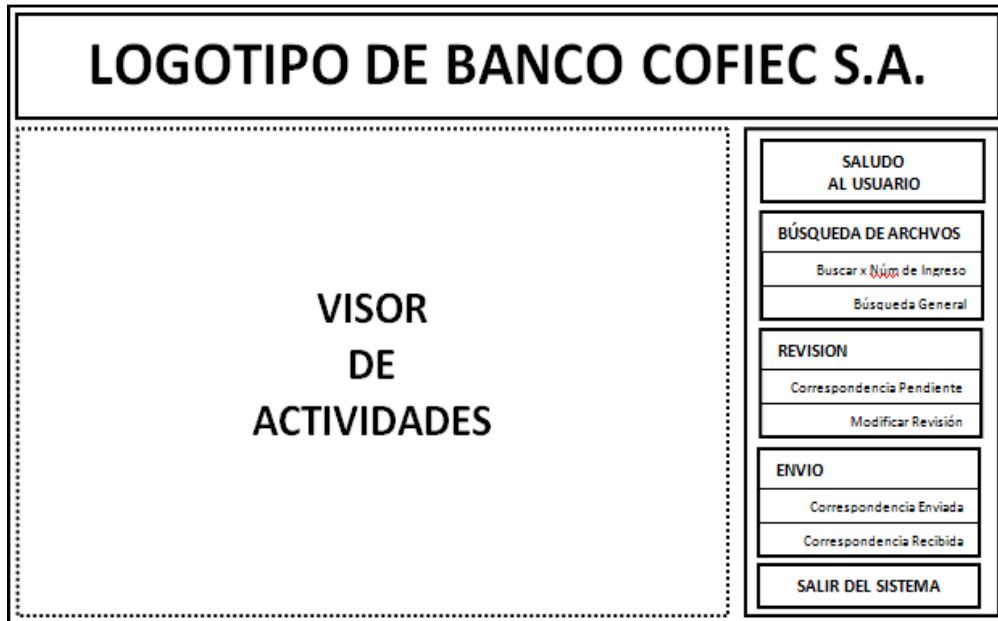 LOGOTIPO DE BANCO COFIEC S.A.
VISOR
DE
ACTIVIDADES
SALUDO
AL USUARIO
BÚSQUEDA DE ARCHVOS
Buscar x Núm de Ingreso
Búsqueda General
REVISION
Correspondencia Pendiente
Modificar Revisión
ENVIO
Correspondencia Enviada
Correspondencia Recibida
SALIR DEL SISTEMA